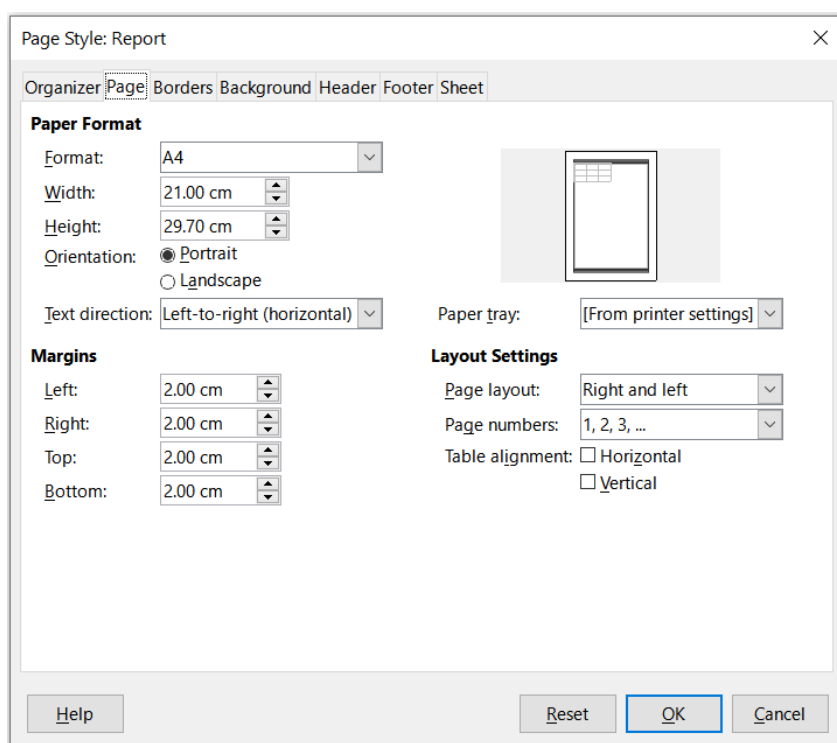 Page Style: Report
Organizer Page Borders Background Header Footer Sheet
Paper Format
Format: A4
Width: 21.00 cm
Height: 29.70 cm
Orientation: Portrait
Landscape
Text direction: Left-to-right (horizontal) Paper tray: [From printer settings]
Margins
Left: 2.00 cm
Right: 2.00 cm
Top: 2.00 cm
Bottom: 2.00 cm
Layout Settings
Page layout: Right and left
Page numbers: 1, 2, 3, ...
Table alignment: Horizontal
Vertical
Help Reset OK Cancel